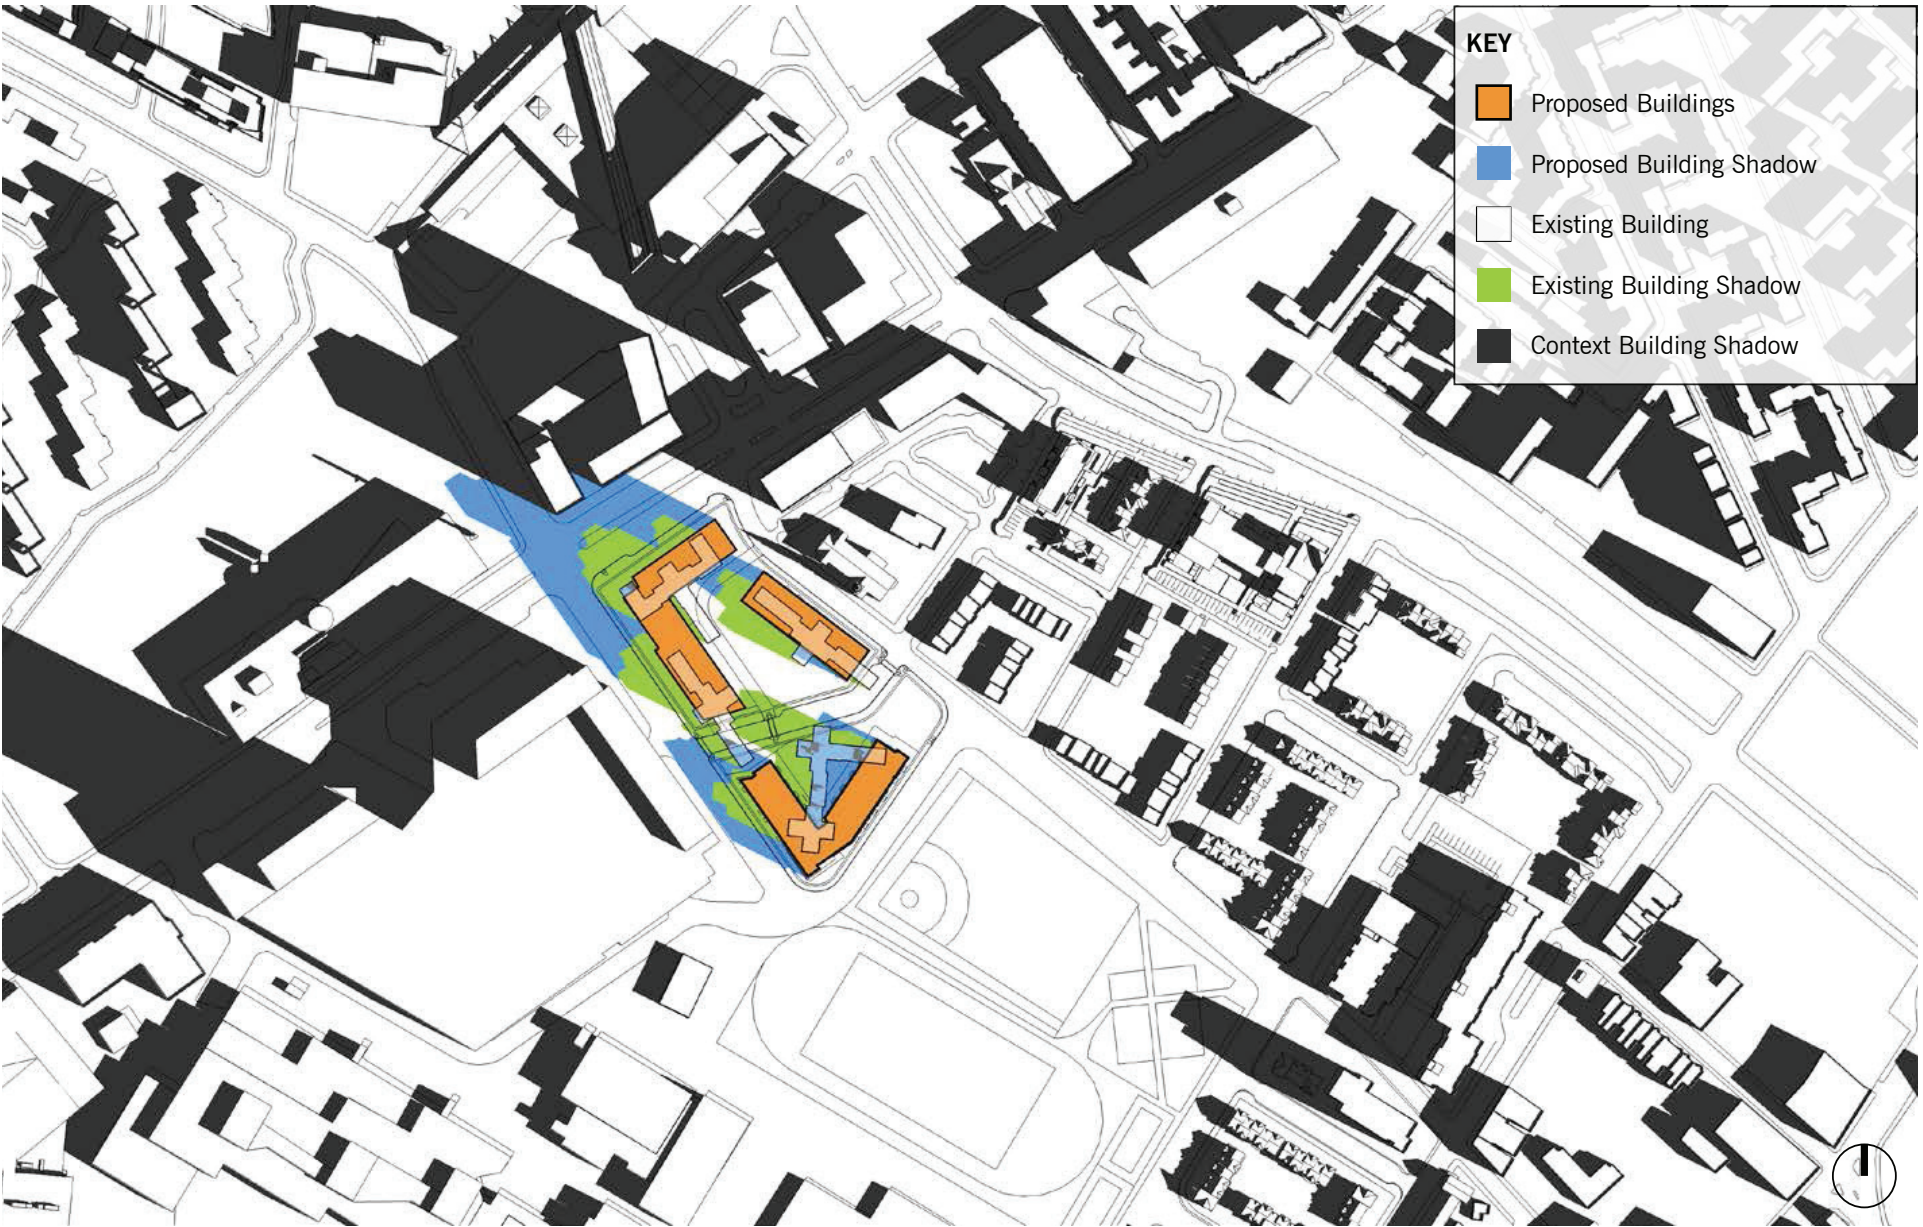 KEY
Proposed Buildings
Proposed Building Shadow
Existing Building
Existing Building Shadow
Context Building Shadow